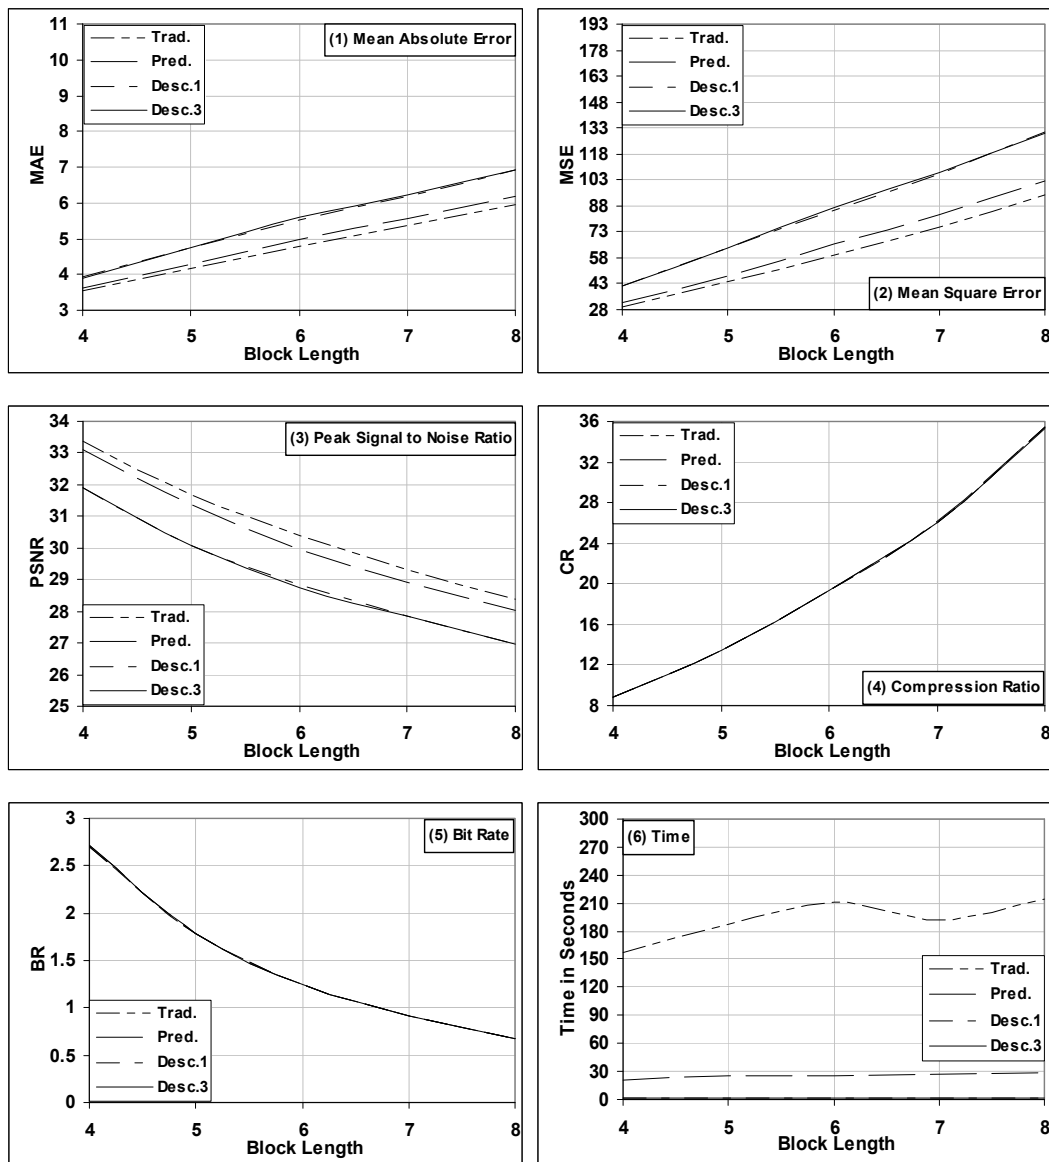 11
10
9
8
7
6
5
4
3
MAE
Trad.
Pred.
Desc.1
Desc.3
(1) Mean Absolute Error
4 5 6 7 8
Block Length
193
178
163
148
133
118
103
88
73
58
43
28
MSE
Trad.
Pred.
Desc.1
Desc.3
(2) Mean Square Error
4 5 6 7 8
Block Length
34
33
32
31
30
29
28
27
26
25
PSNR
(3) Peak Signal to Noise Ratio
Trad.
Pred.
Desc.1
Desc.3
4 5 6 7 8
Block Length
36
32
28
24
20
16
12
8
CR
Trad.
Pred.
Desc.1
Desc.3
(4) Compression Ratio
4 5 6 7 8
Block Length
3
2.5
2
1.5
1
0.5
0
BR
(5) Bit Rate
Trad.
Pred.
Desc.1
Desc.3
4 5 6 7 8
Block Length
300
270
240
210
180
150
120
90
60
30
0
Time in Seconds
(6) Time
Trad.
Pred.
Desc.1
Desc.3
4 5 6 7 8
Block Length